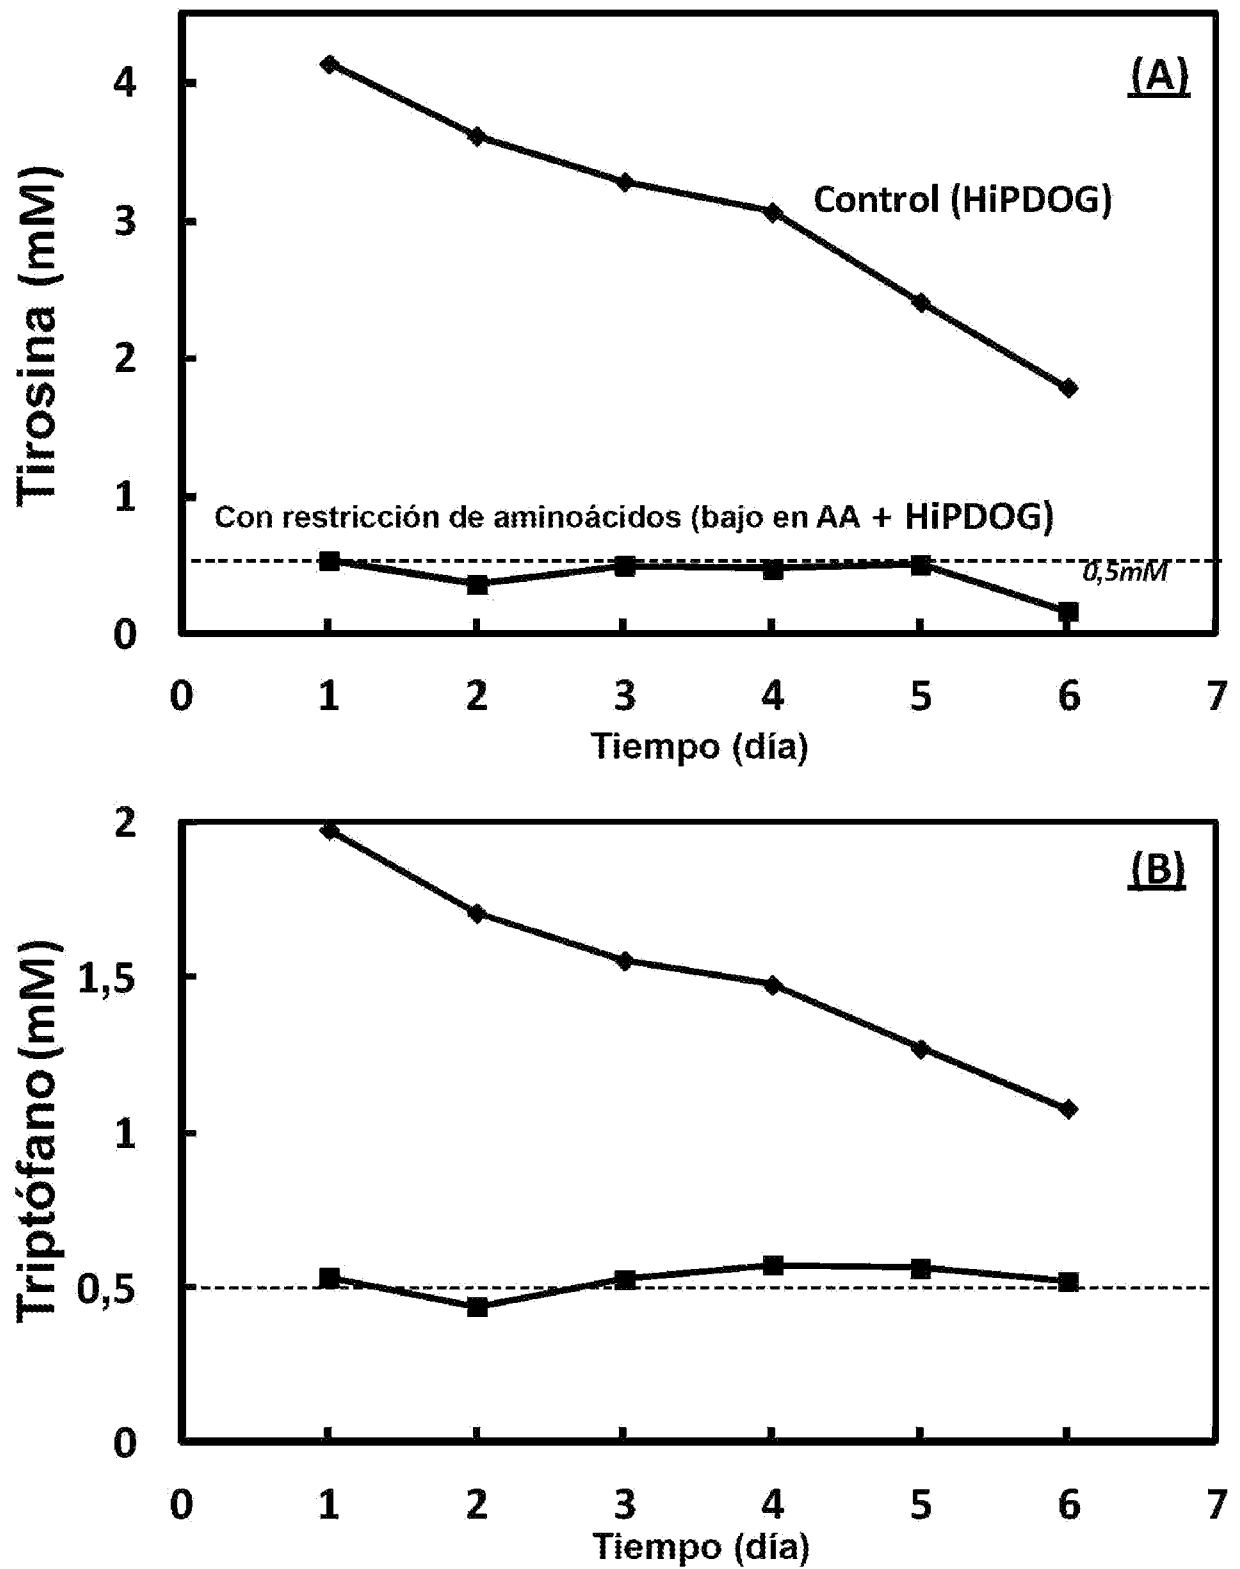 (A)
4
3
2
1
0
Tirosina (mM)
Control (HiPDOG)
Con restricción de aminoácidos (bajo en AA + HiPDOG)
0,5mM
0 1 2 3 4 5 6 7
Tiempo (día)
(B)
2
1,5
1
0,5
0
Triptófano (mM)
0 1 2 3 4 5 6 7
Tiempo (día)